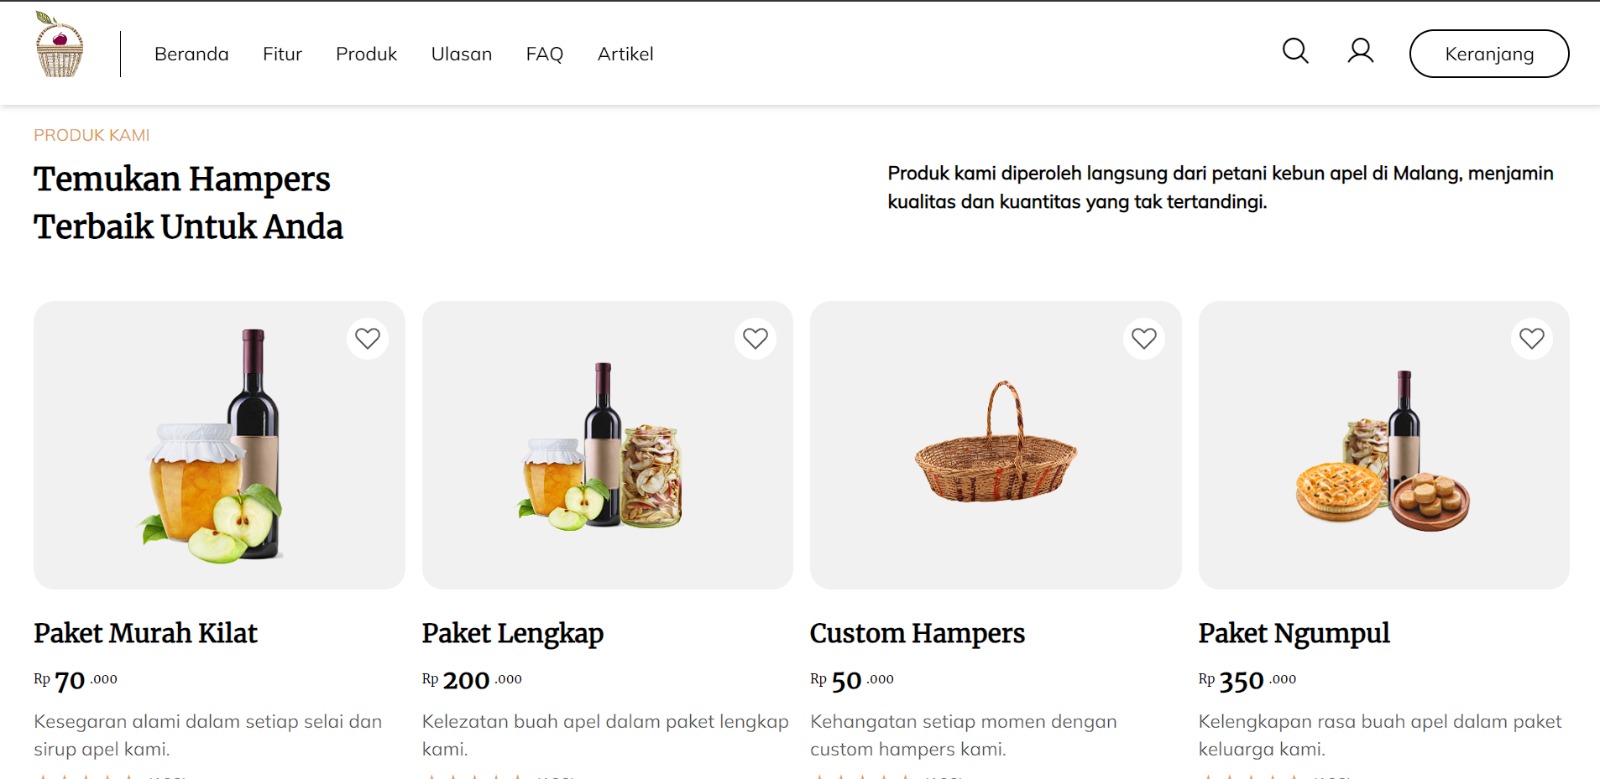 Beranda Fitur Produk Ulasan FAQ Artikel Keranjang
PRODUK KAMI
Temukan Hampers
Terbaik Untuk Anda
Produk kami diperoleh langsung dari petani kebun apel di Malang, menjamin
kualitas dan kuantitas yang tak tertandingi.
Paket Murah Kilat
Rp 70 .000
Kesegaran alami dalam setiap selai dan
sirup apel kami.
Paket Lengkap
Rp 200 .000
Kelezatan buah apel dalam paket lengkap
kami.
Custom Hampers
Rp 50 .000
Kehangatan setiap momen dengan
custom hampers kami.
Paket Ngumpul
Rp 350 .000
Kelengkapan rasa buah apel dalam paket
keluarga kami.